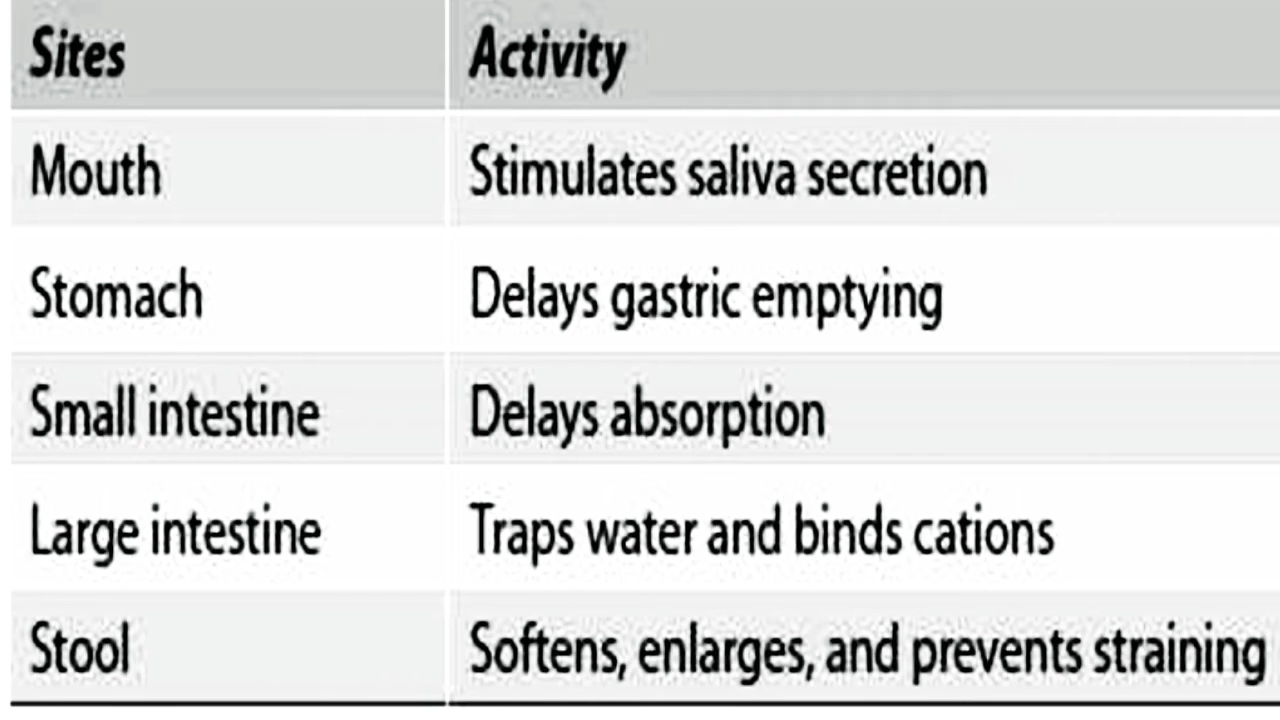 Sites Activity
Mouth Stimulates saliva secretion
Stomach Delays gastric emptying
Small intestine Delays absorption
Large intestine Traps water and binds cations
Stool Softens, enlarges, and prevents straining